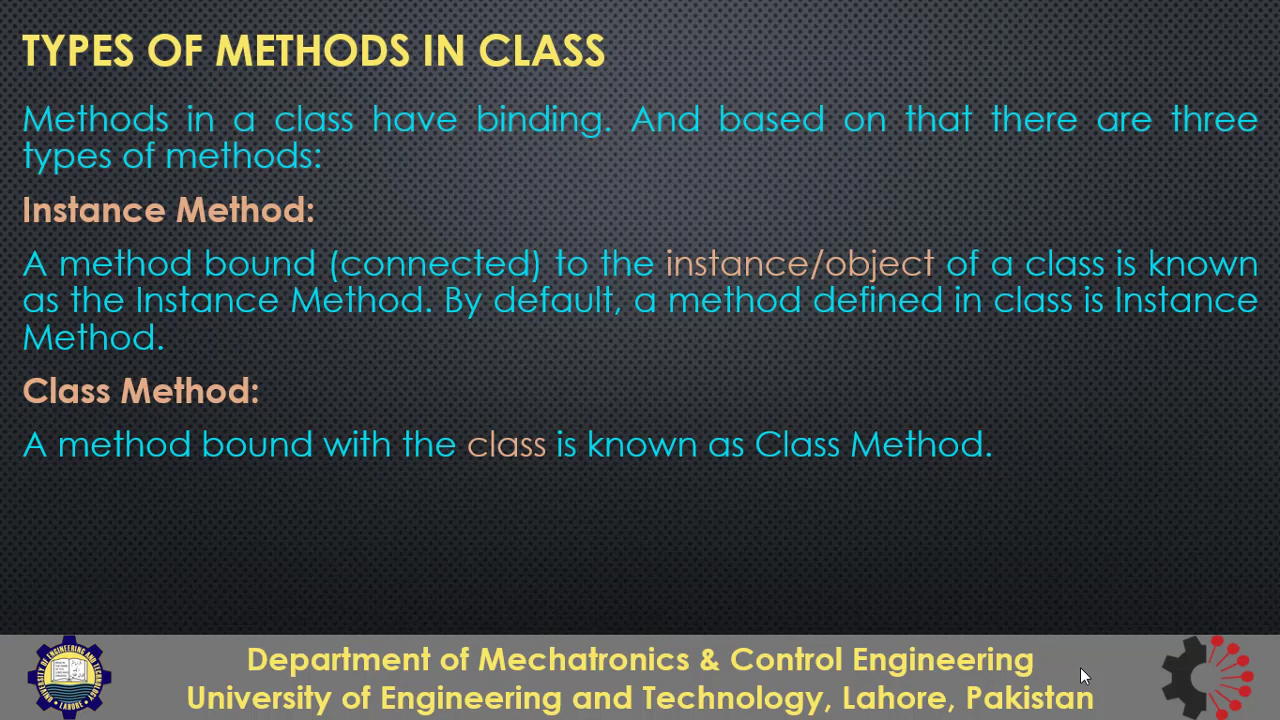 TYPES OF METHODS IN CLASS
Methods in a class have binding. And based on that there are three
types of methods:
Instance Method:
A method bound (connected) to the instance/object of a class is known
as the Instance Method. By default, a method defined in class is Instance
Method.
Class Method:
A method bound with the class is known as Class Method.
Department of Mechatronics & Control Engineering
University of Engineering and Technology, Lahore, Pakistan
LAHORE